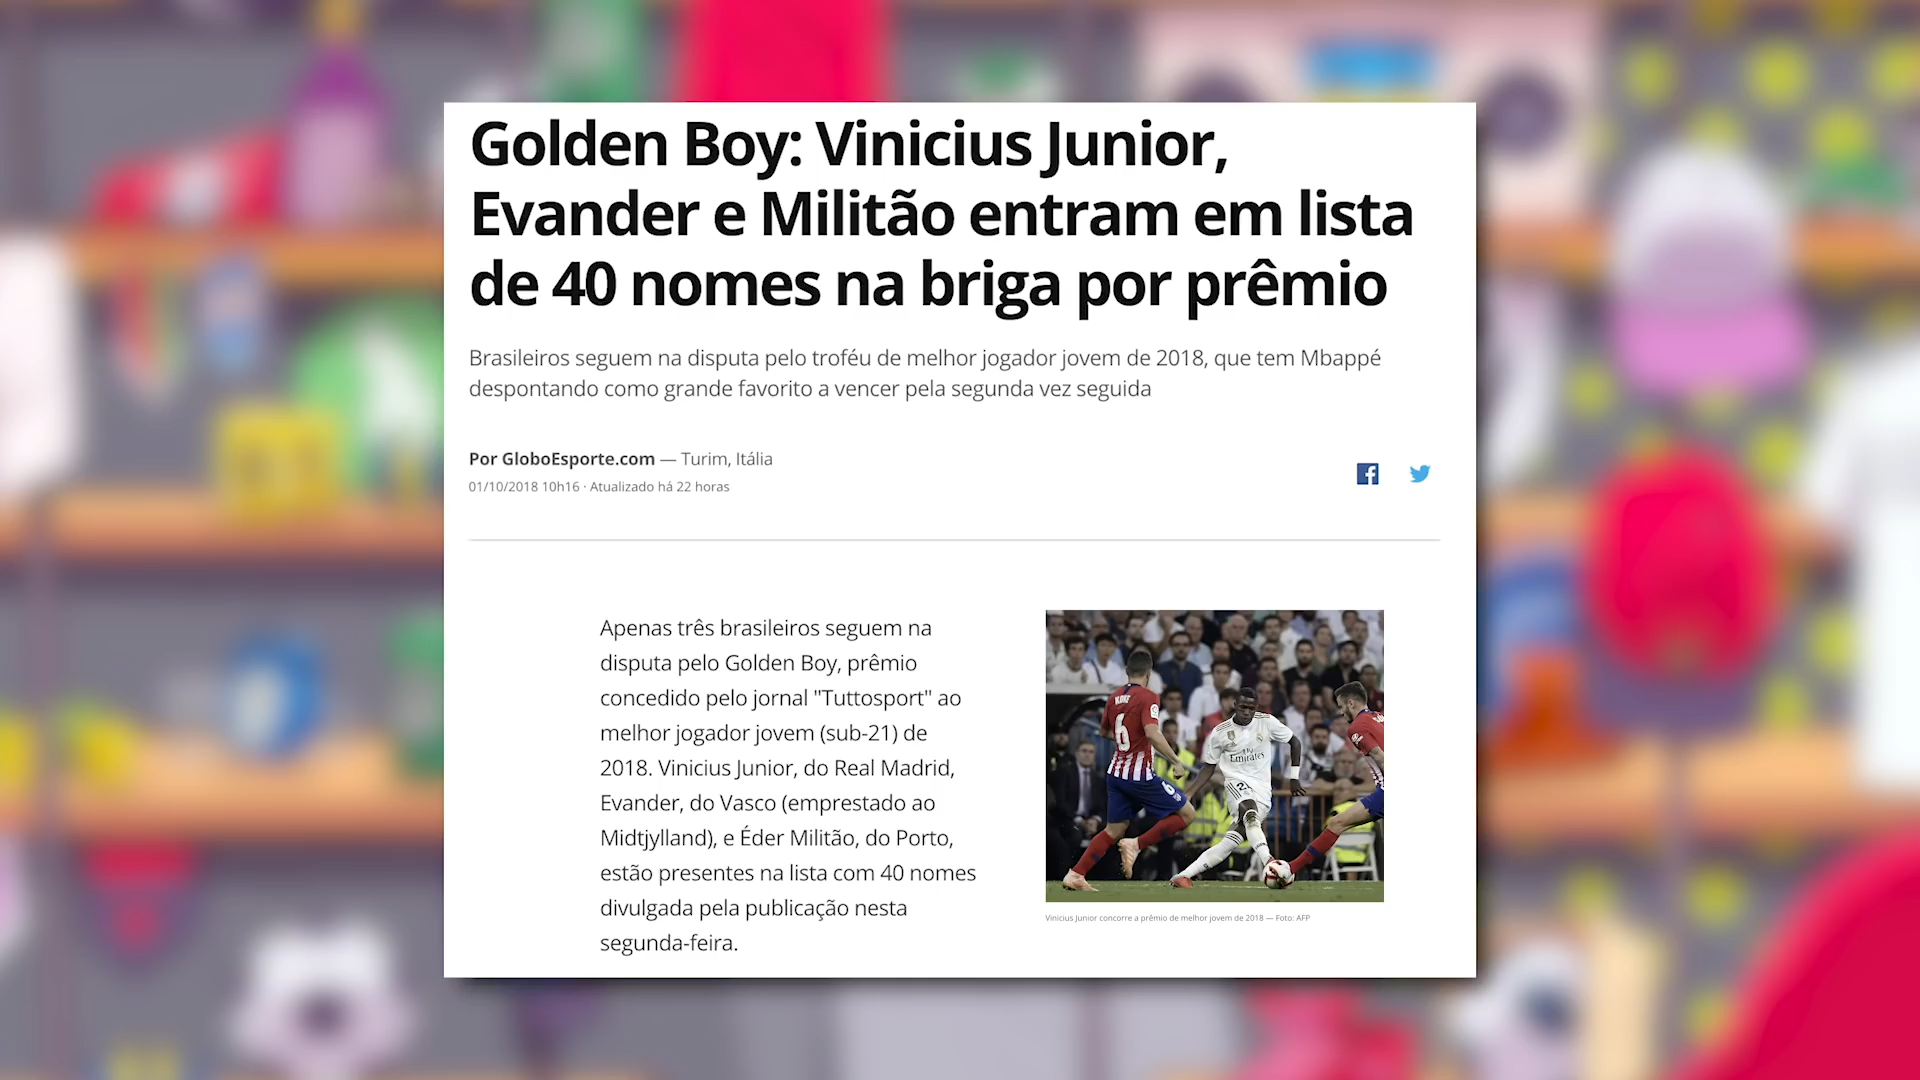 Golden Boy: Vinicius Junior,
Evander e Militão entram em lista
de 40 nomes na briga por prêmio
Brasileiros seguem na disputa pelo troféu de melhor jogador jovem de 2018, que tem Mbappé
despontando como grande favorito a vencer pela segunda vez seguida
Por GloboEsporte.com — Turim, Itália
01/10/2018 10h16 · Atualizado há 22 horas
Apenas três brasileiros seguem na
disputa pelo Golden Boy, prêmio
concedido pelo jornal "Tuttosport" ao
melhor jogador jovem (sub-21) de
2018. Vinicius Junior, do Real Madrid,
Evander, do Vasco (emprestado ao
Midtjylland), e Éder Militão, do Porto,
estão presentes na lista com 40 nomes
divulgada pela publicação nesta
segunda-feira.
KOKE
6
6
Fly
Emirates
Vinicius Junior concorre a prêmio de melhor jovem de 2018 — Foto: AFP